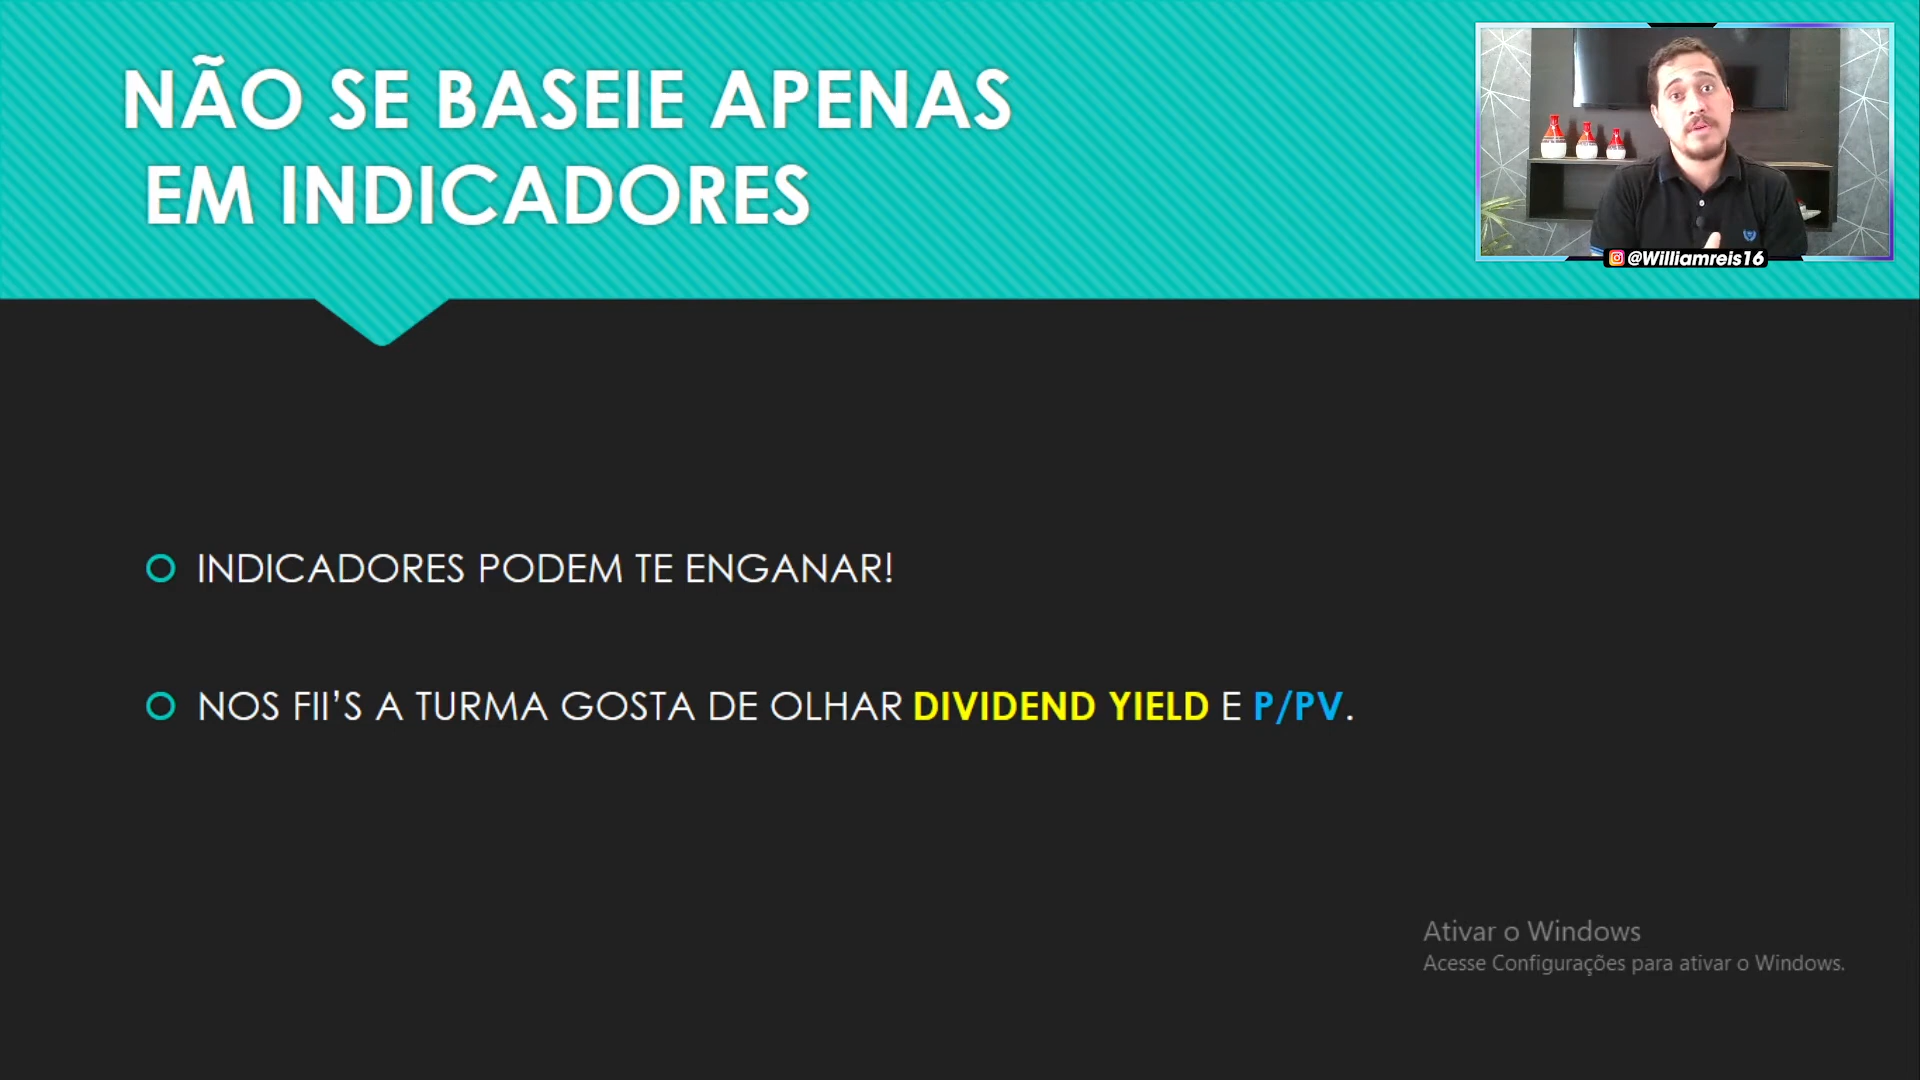 NÃO SE BASEIE APENAS
EM INDICADORES
@Williamreis16
INDICADORES PODEM TE ENGANAR!
NOS FII’S A TURMA GOSTA DE OLHAR DIVIDEND YIELD E P/PV.
Ativar o Windows
Acesse Configurações para ativar o Windows.